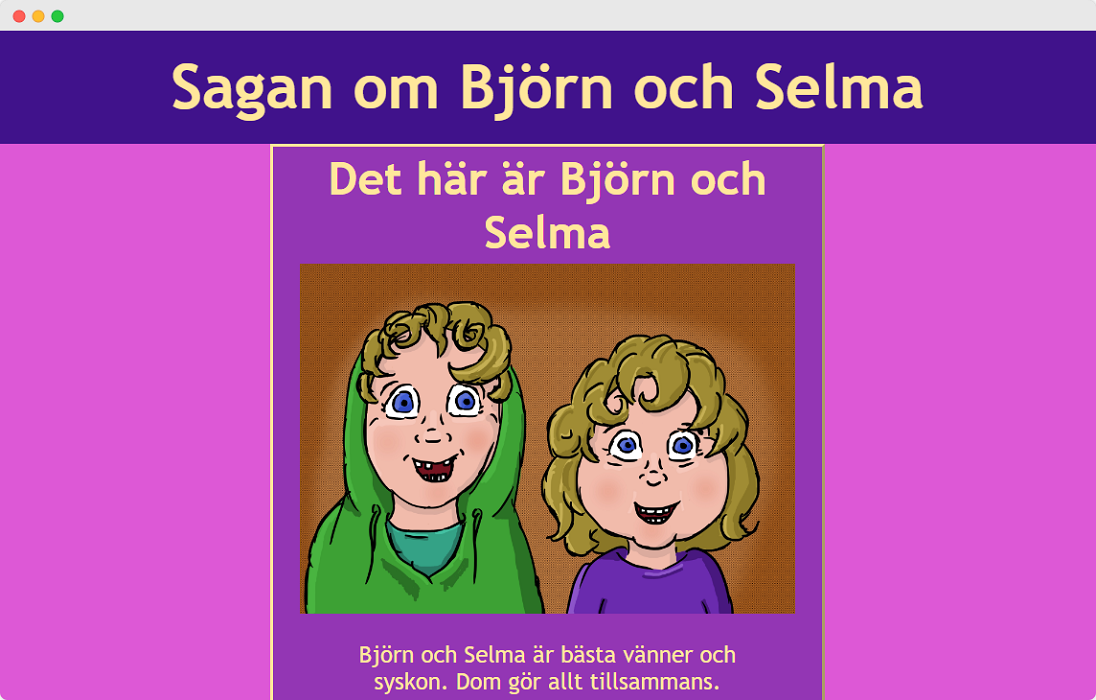 Sagan om Björn och Selma
Det här är Björn och
Selma
Björn och Selma är bästa vänner och
syskon. Dom gör allt tillsammans.